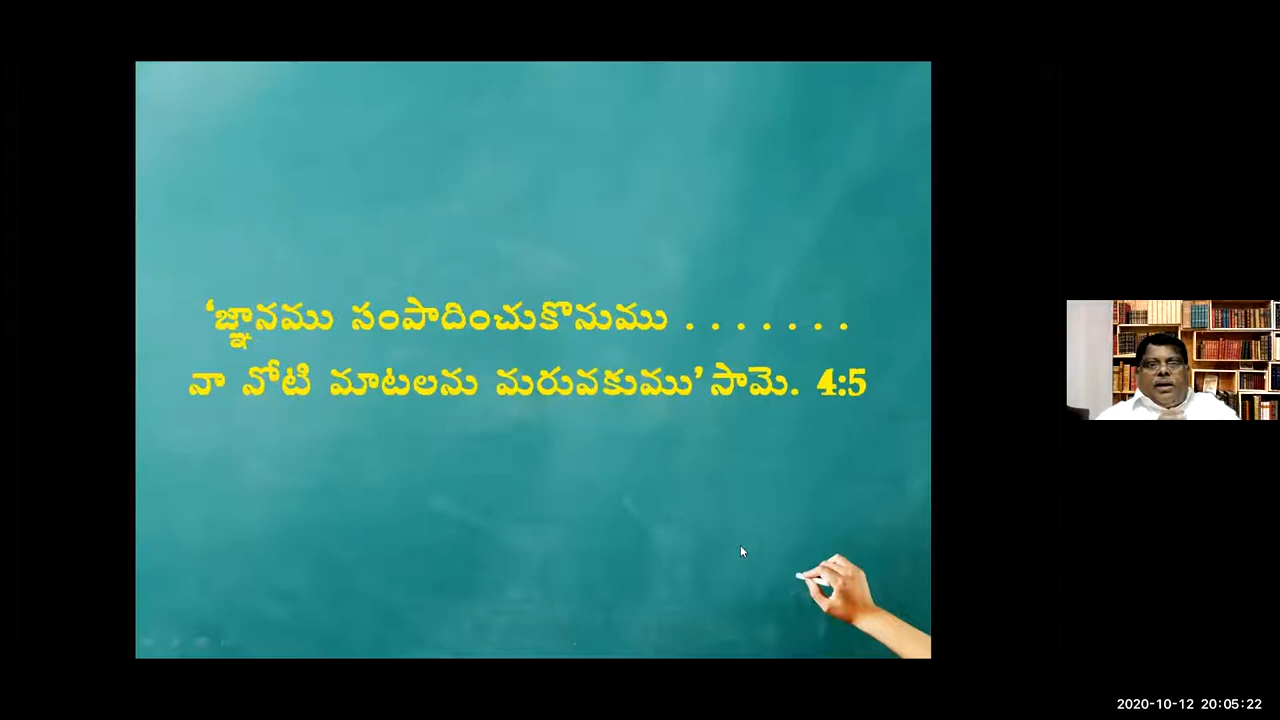 ‘జ్ఞానము సంపాదించుకొనుము . . . . . . .
నా నోటి మాటలను మరువకుము’ సామె. 4:5
2020-10-12 20:05:22